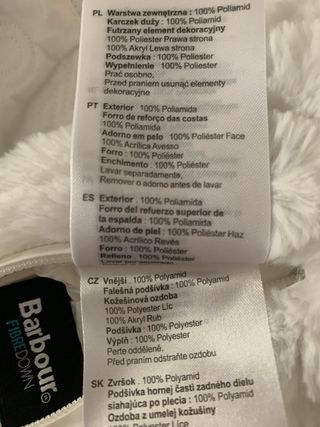 PL Warstwa zewnętrzna : 100% Poliamid
Karczek duży : 100% Poliamid
Futrzany element dekoracyjny
100% Poliester Prawa strona
100% Akryl Lewa strona
Podszewka : 100% Poliester
Wypełnienie : 100% Poliester
Prać osobno,
Przed praniem usunąć elementy
dekoracyjne
PT Exterior : 100% Poliamida
Forro de reforço das costas
100% Poliamida
Adorno em pelo : 100% Poliéster Face
100% Acrílica Avesso
Forro : 100% Poliéster
Enchimento : 100% Poliéster
Lavar separadamente,
Remover o adorno antes de lavar
ES Exterior : 100% Poliamida
Forro del refuerzo superior de
la espalda : 100% Poliamida
Adorno de piel : 100% Poliéster Haz
100% Acrílico Revés
Forro : 100% Poliéster
Relleno : 100% Poliéster
CZ Vnější : 100% Polyamid
Falešná podšívka : 100% Polyamid
Kožešinová ozdoba
100% Polyester Líc
100% Akryl Rub
Podšívka : 100% Polyester
Výplň : 100% Polyester
Perte odděleně,
Před praním odstraňte ozdobu
SK Zvršok : 100% Polyamid
Podšívka hornej časti zadného dielu
siahajúca po plecia : 100% Polyamid
Ozdoba z umelej kožušiny
100% Polyester
Barbour®
FIBREDOWN